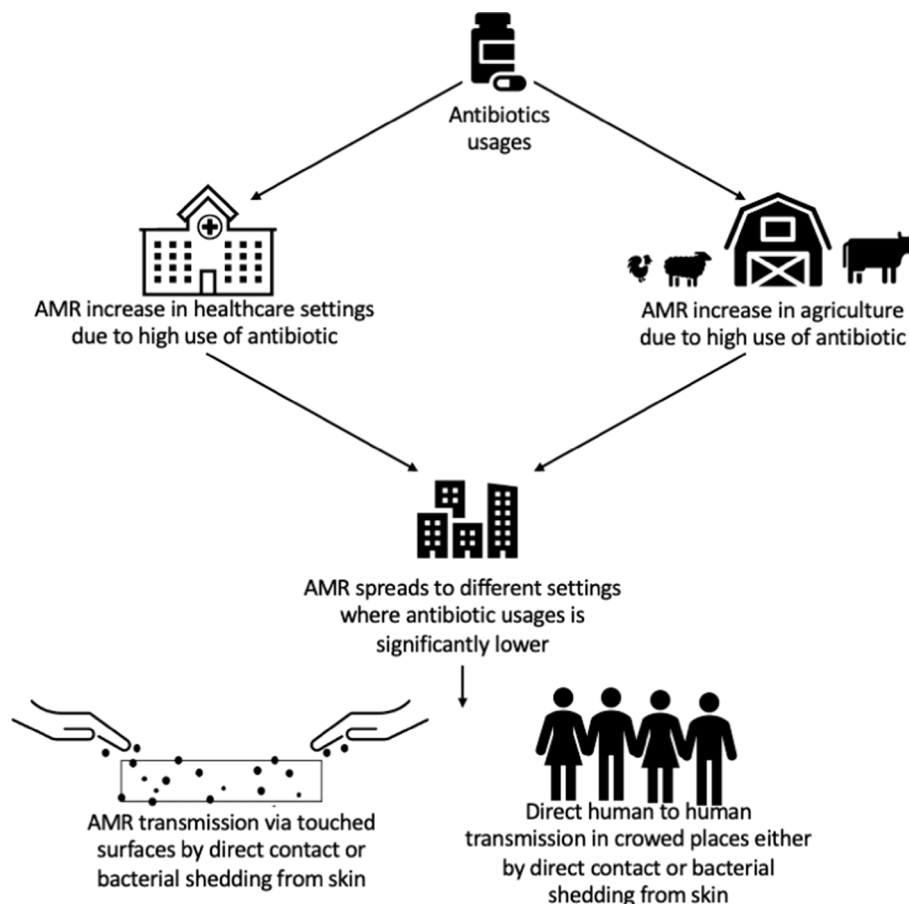 Antibiotics
usages
AMR increase in healthcare settings
due to high use of antibiotic
AMR increase in agriculture
due to high use of antibiotic
AMR spreads to different settings
where antibiotic usages is
significantly lower
AMR transmission via touched
surfaces by direct contact or
bacterial shedding from skin
Direct human to human
transmission in crowed places either
by direct contact or bacterial
shedding from skin